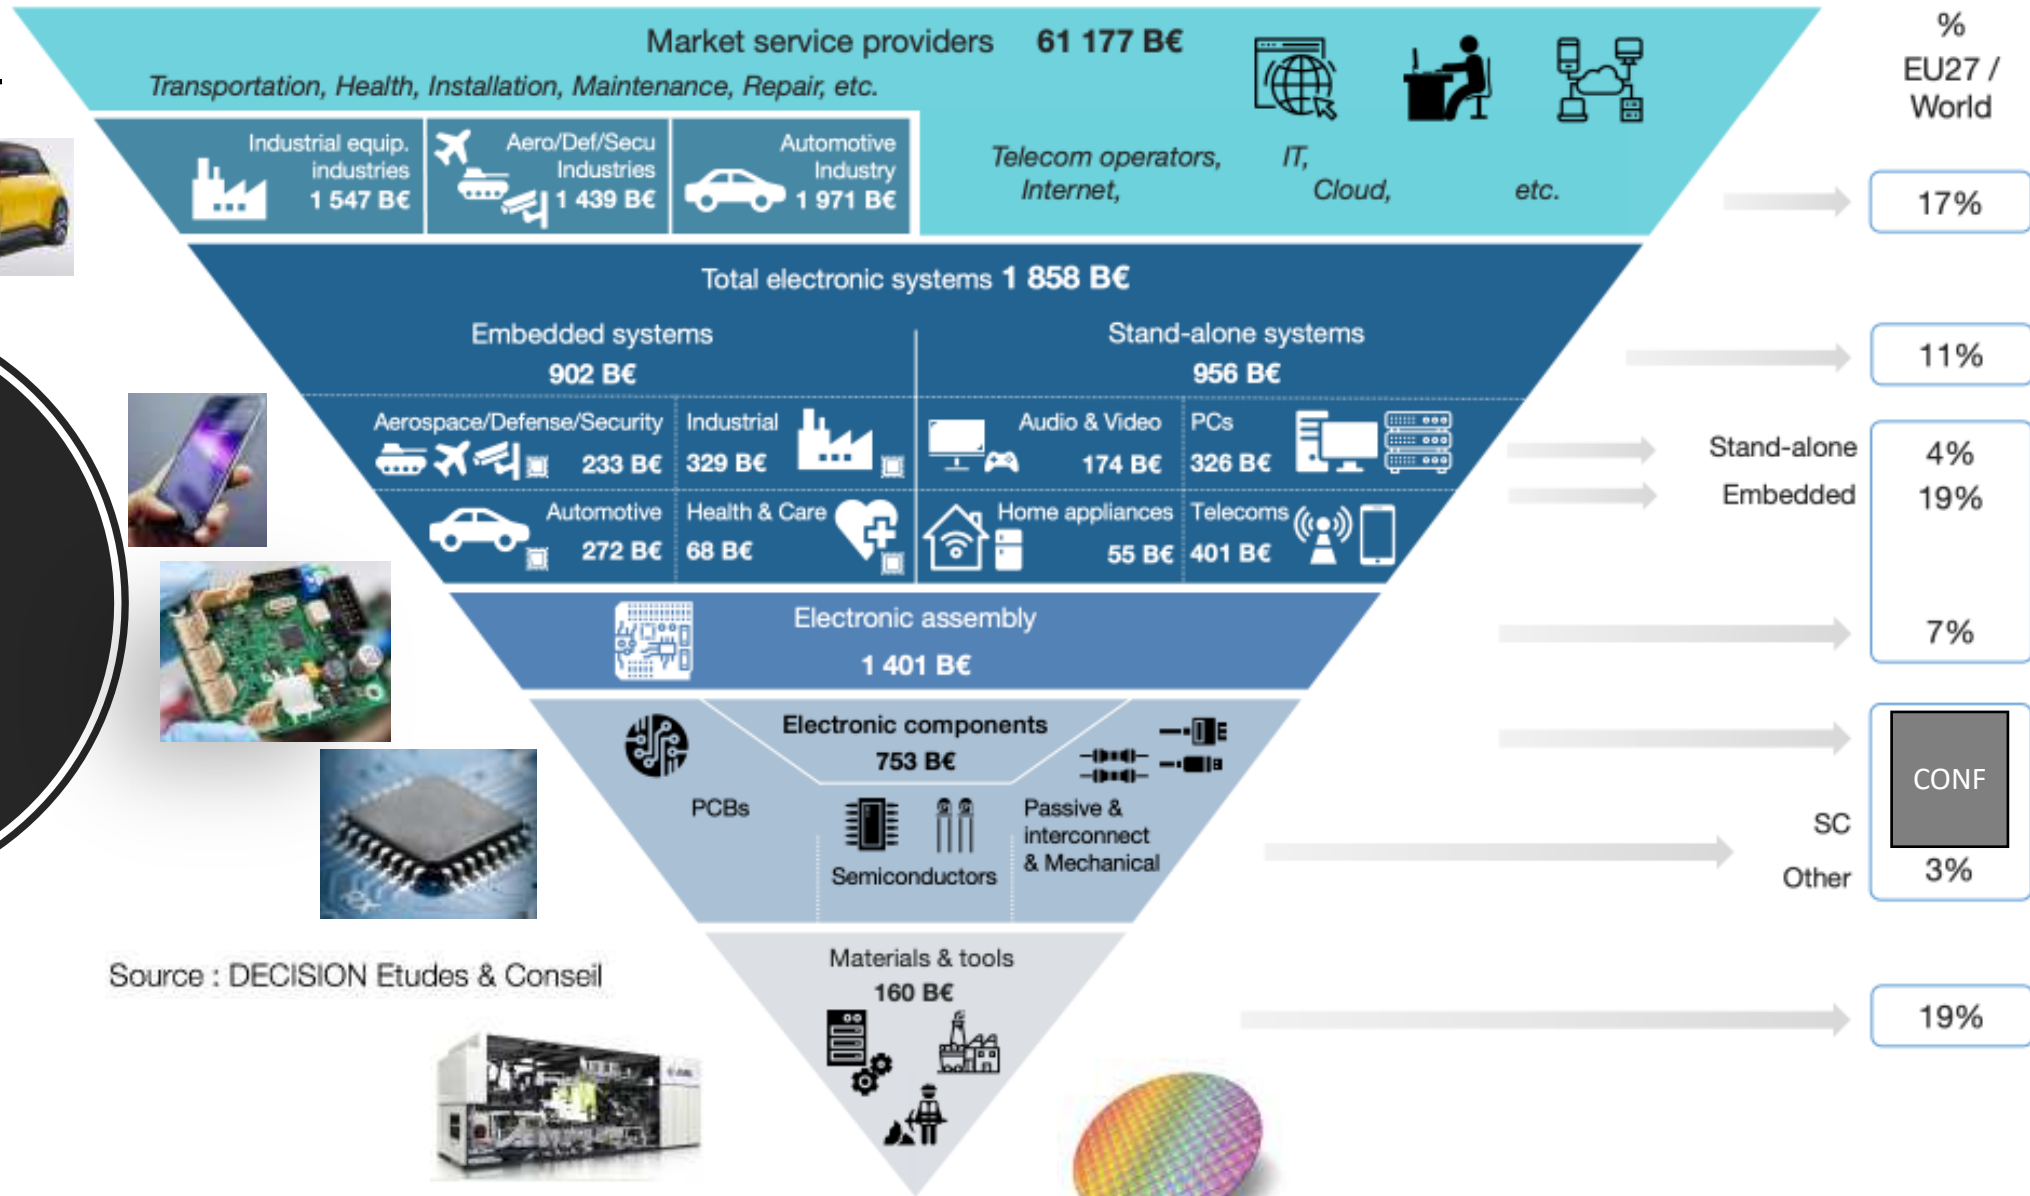 Market service providers 61 177 B€
Transportation, Health, Installation, Maintenance, Repair, etc.
Industrial equip.
industries
1 547 B€
Aero/Def/Secu
Industries
1 439 B€
Automotive
Industry
1 971 B€
Telecom operators, IT,
Internet, Cloud, etc.
Total electronic systems 1 858 B€
Embedded systems
902 B€
Stand-alone systems
956 B€
Aerospace/Defense/Security
233 B€
Industrial
329 B€
Audio & Video
174 B€
PCs
326 B€
Automotive
272 B€
Health & Care
68 B€
Home appliances
55 B€
Telecoms
401 B€
Electronic assembly
1 401 B€
Electronic components
753 B€
PCBs
Semiconductors
Passive &
interconnect
& Mechanical
Materials & tools
160 B€
%
EU27 /
World
17%
11%
Stand-alone 4%
Embedded 19%
7%
CONF
SC
Other 3%
19%
Source : DECISION Etudes & Conseil